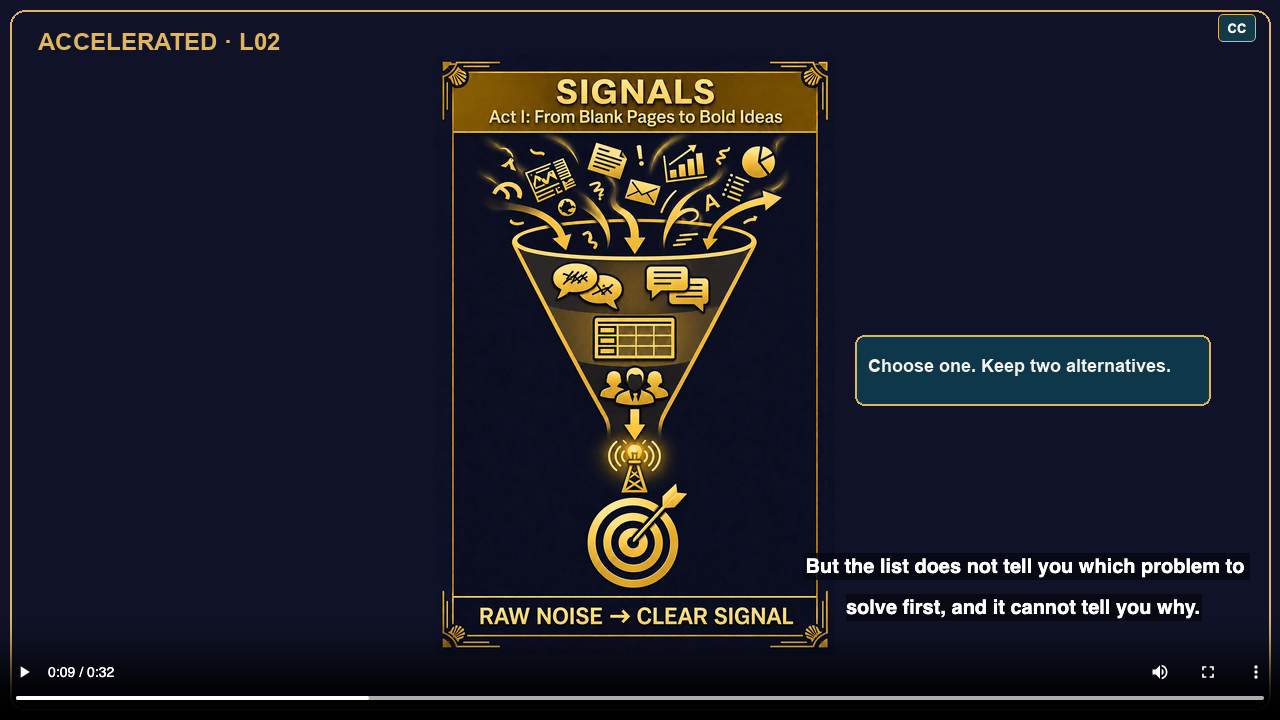 ACCELERATED · L02
CC
SIGNALS
Act I: From Blank Pages to Bold Ideas
A
Choose one. Keep two alternatives.
But the list does not tell you which problem to
solve first, and it cannot tell you why.
RAW NOISE → CLEAR SIGNAL
0:09 / 0:32